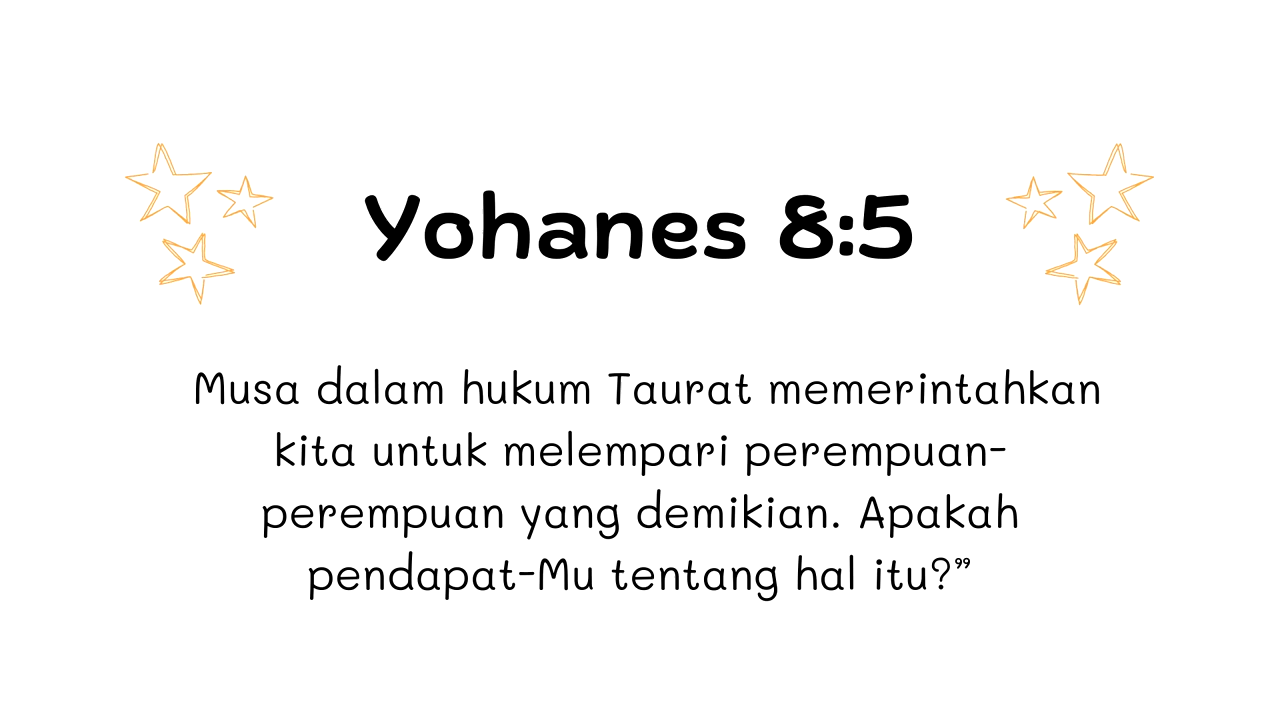 Yohanes 8:5
Musa dalam hukum Taurat memerintahkan
kita untuk melempari perempuan-
perempuan yang demikian. Apakah
pendapat-Mu tentang hal itu?”